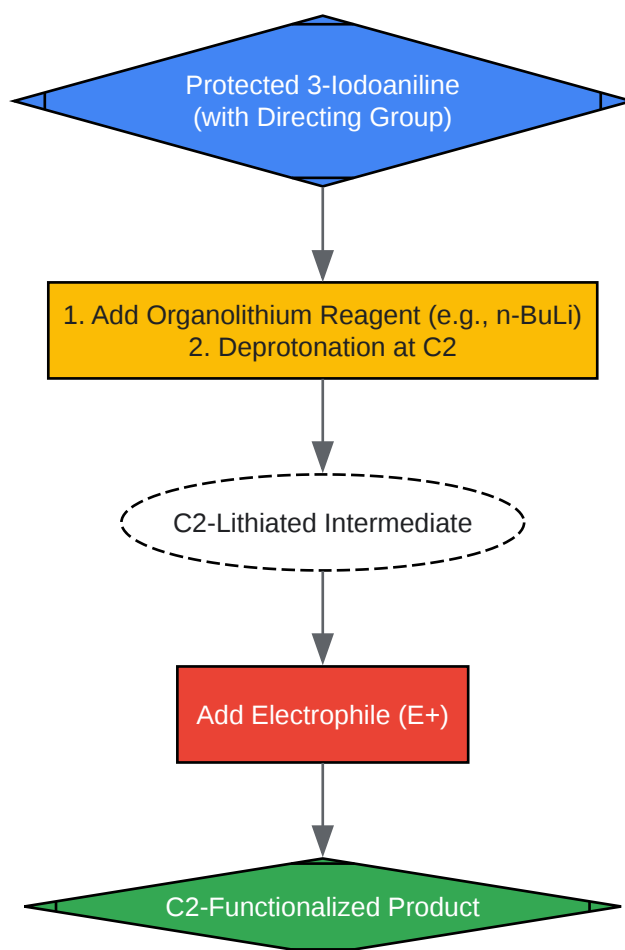 Protected 3-Iodoaniline
(with Directing Group)
1. Add Organolithium Reagent (e.g., n-BuLi)
2. Deprotonation at C2
C2-Lithiated Intermediate
Add Electrophile (E+)
C2-Functionalized Product